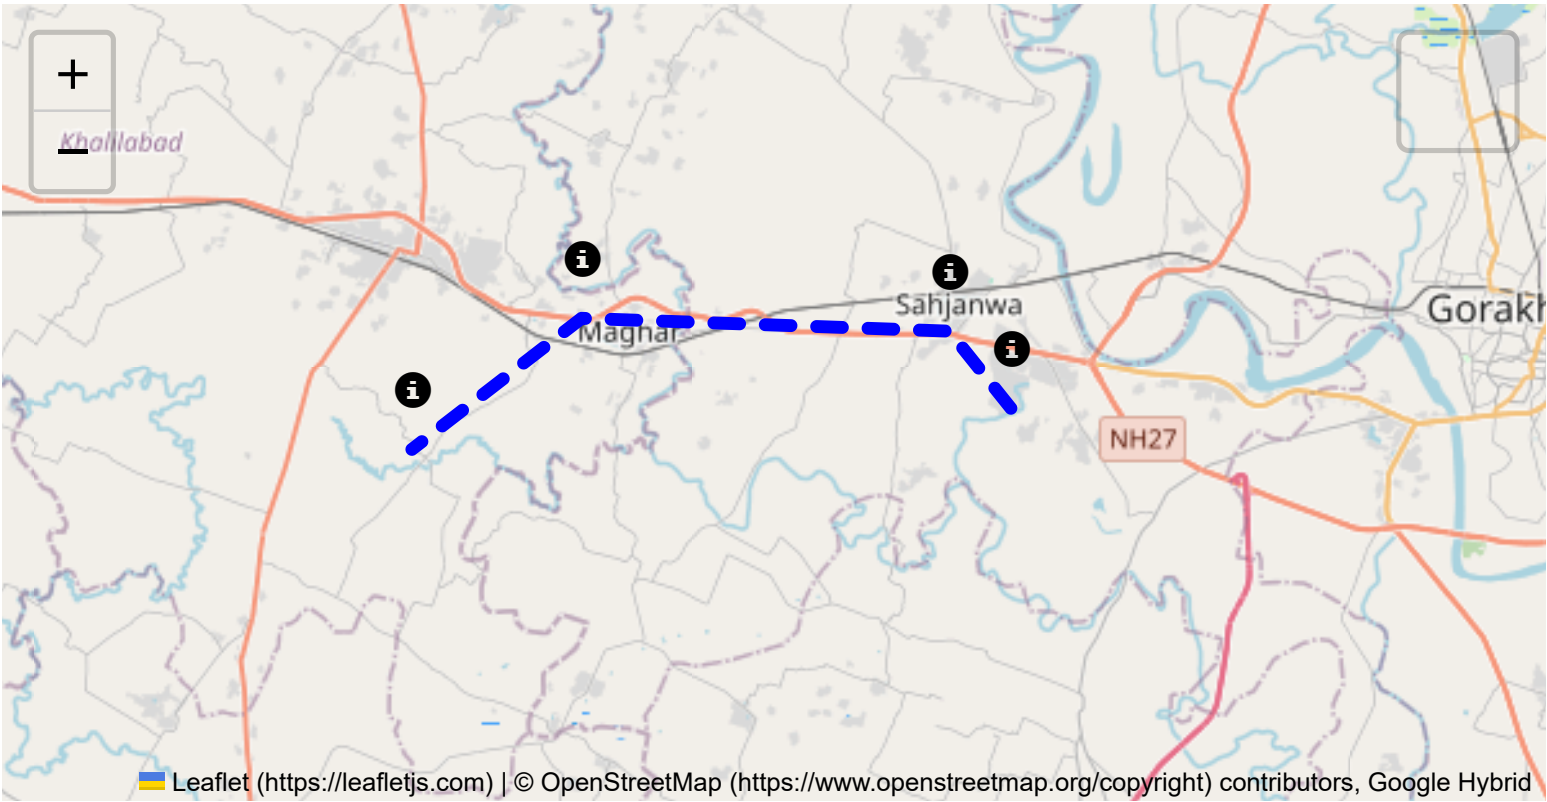 +
−
Khalilabad
Sahjanwa
Maghar
Gorakh
NH27
Leaflet (https://leafletjs.com) | © OpenStreetMap (https://www.openstreetmap.org/copyright) contributors, Google Hybrid